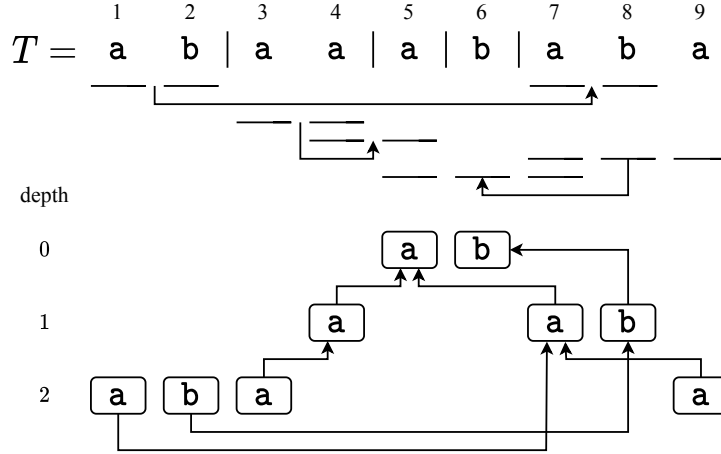 1 2 3 4 5 6 7 8 9
T = a b | a a | a | b | a b a
depth
0 a b
1 a a b
2 a b a a